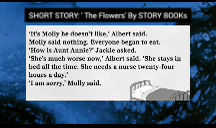 SHORT STORY: ' The Flowers' By STORY BOOKs
'It's Molly he doesn't like,' Albert said.
Molly said nothing. Everyone began to eat.
'How is Aunt Annie?' Jackie asked.
'She's much worse now,' Albert said. 'She stays in
bed all the time. She needs a nurse twenty-four
hours a day.'
'I am sorry,' Molly said.